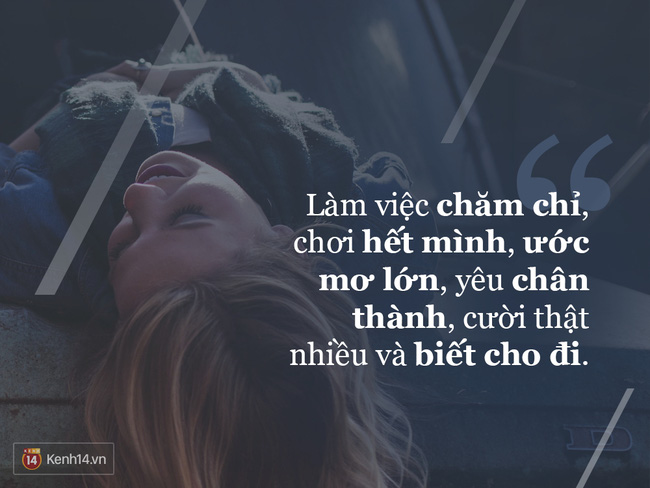 Làm việc chăm chỉ,
chơi hết mình, ước
mơ lớn, yêu chân
thành, cười thật
nhiều và biết cho đi.
14 Kenh14.vn